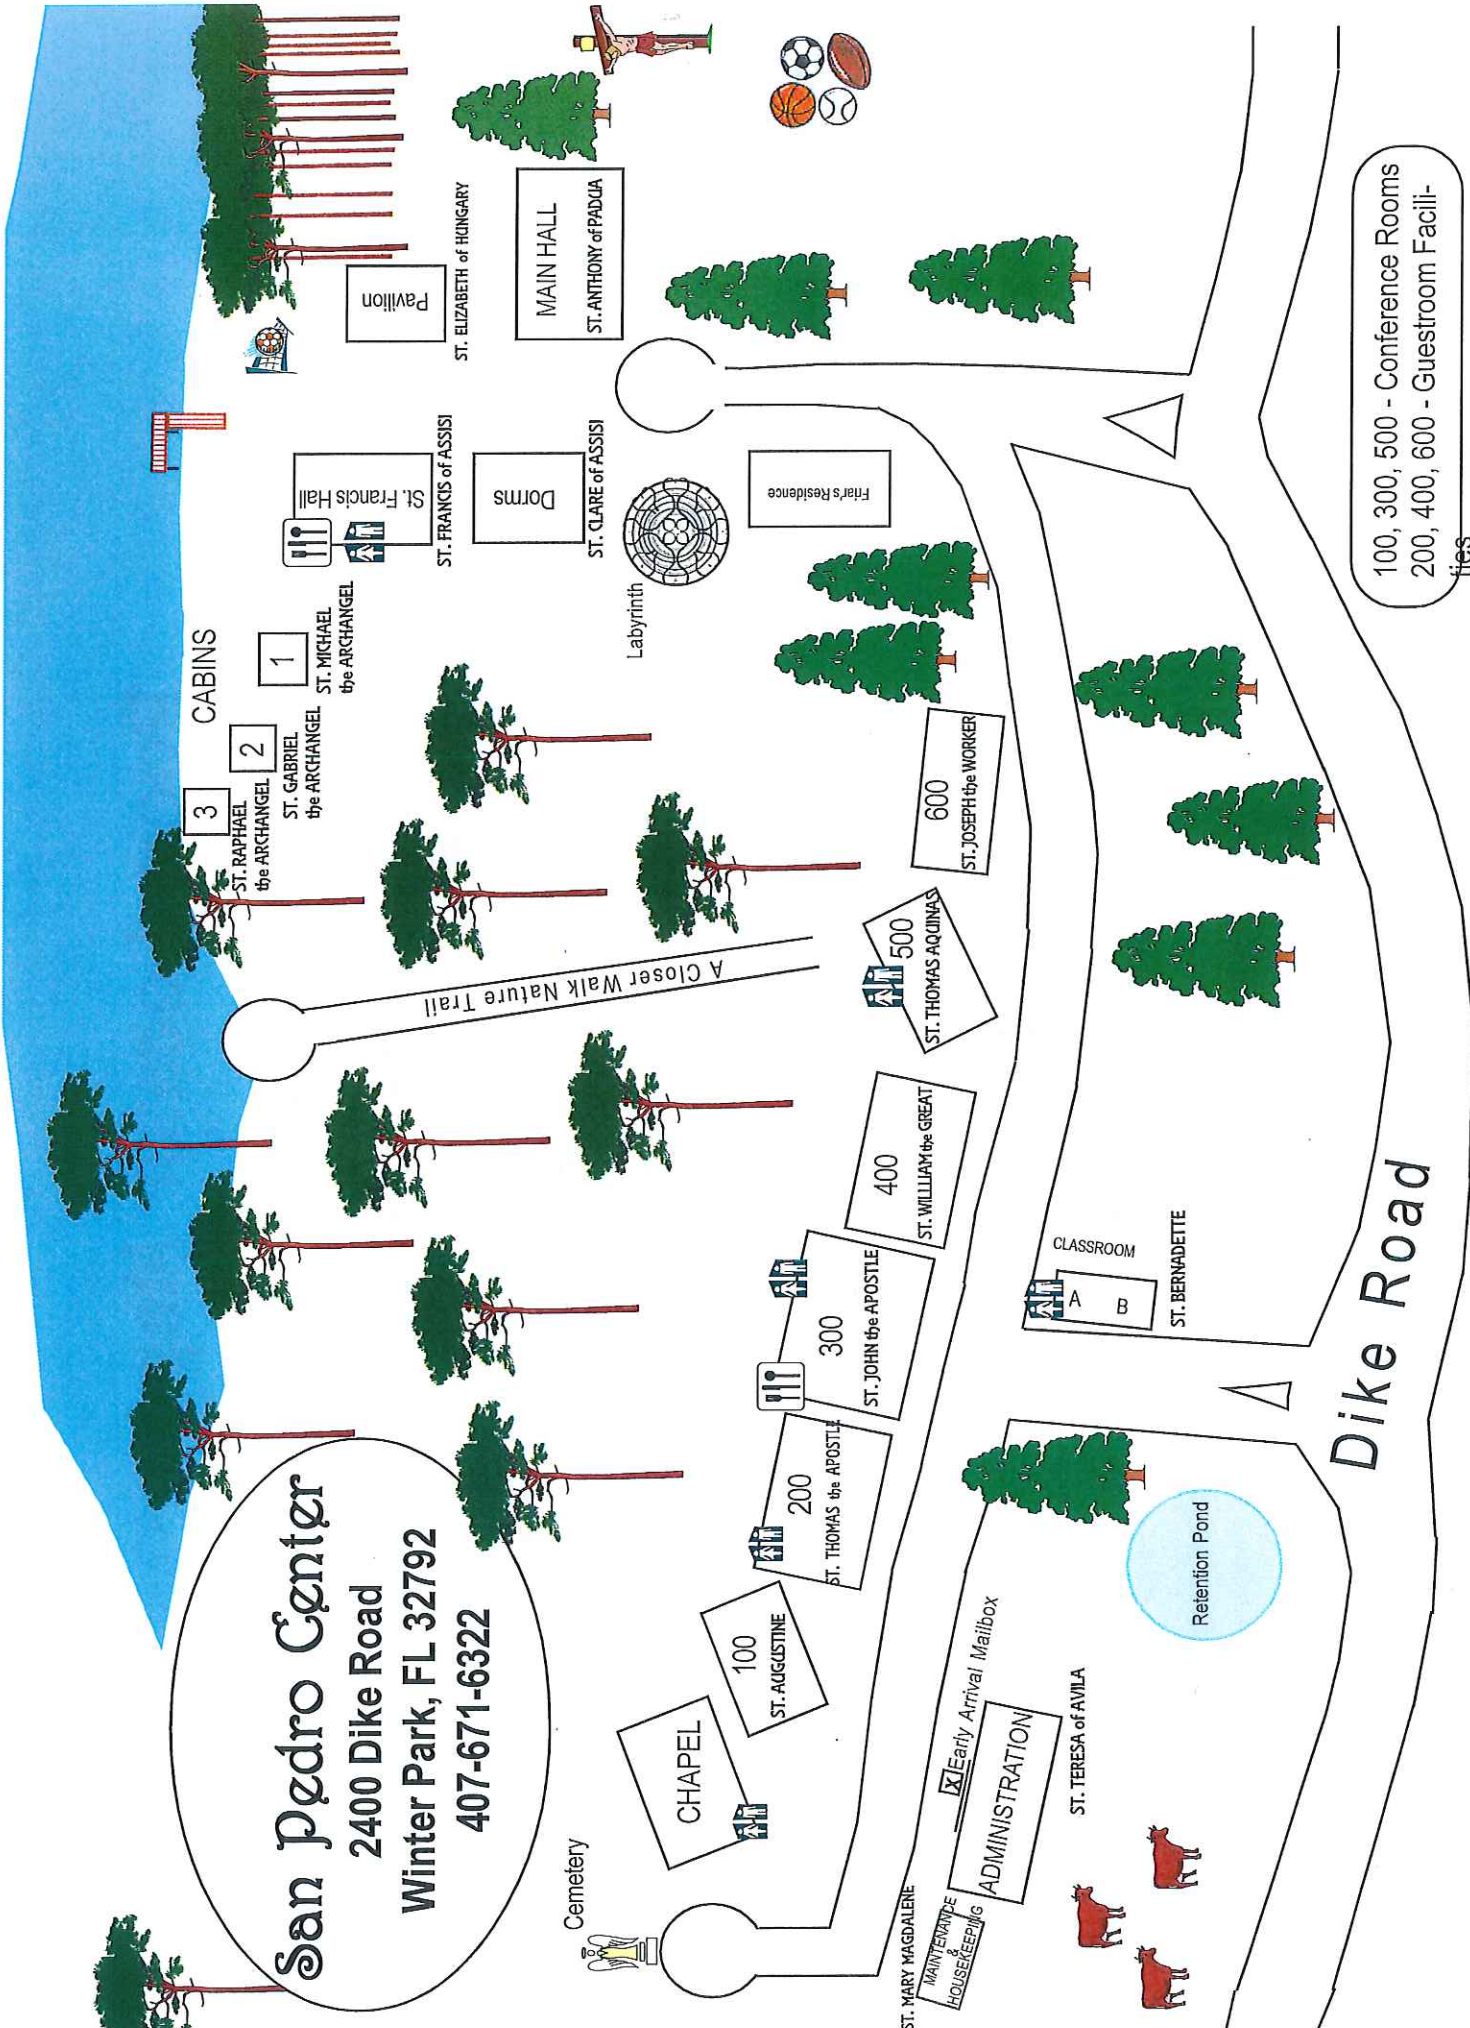 San Pedro Center
2400 Dike Road
Winter Park, FL 32792
407-671-6322
Cemetery
CHAPEL
100
ST. AUGUSTINE
200
ST. THOMAS the APOSTLE
300
ST. JOHN the APOSTLE
400
ST. WILLIAM the GREAT
500
ST. THOMAS AQUINAS
600
ST. JOSEPH the WORKER
A Closer Walk Nature Trail
CABINS
3
ST. RAPHAEL
the ARCHANGEL
2
ST. GABRIEL
the ARCHANGEL
1
ST. MICHAEL
the ARCHANGEL
St. Francis Hall
ST. FRANCIS of ASSISI
Dorms
ST. CLARE of ASSISI
Labyrinth
Friar's Residence
Pavilion
ST. ELIZABETH of HUNGARY
MAIN HALL
ST. ANTHONY of PADUA
ST. MARY MAGDALENE
MAINTENANCE
&
HOUSEKEEPING
X Early Arrival Mailbox
ADMINISTRATION
ST. TERESA of AVILA
Retention Pond
CLASSROOM
A
B
ST. BERNADETTE
Dike Road
100, 300, 500 - Conference Rooms
200, 400, 600 - Guestroom Facili-
ties